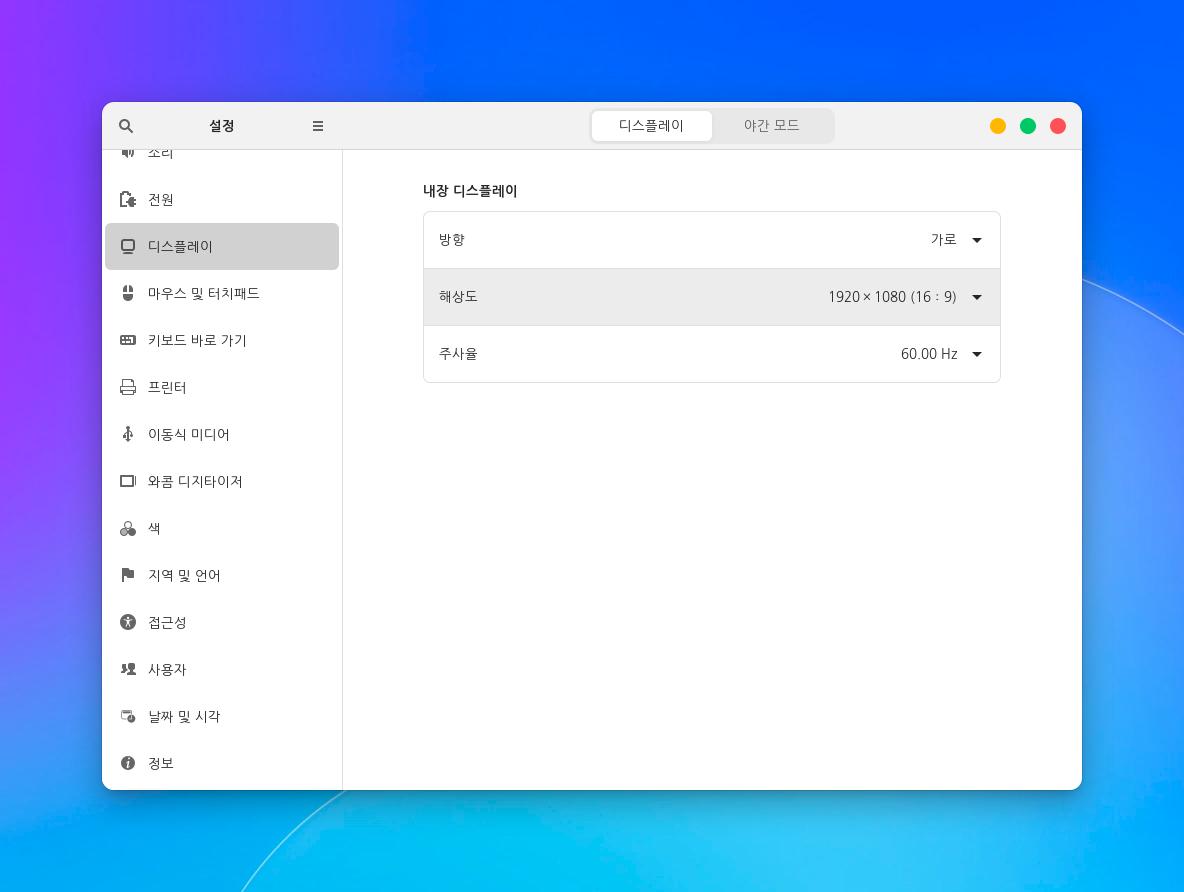 설정
디스플레이
야간 모드
소리
전원
디스플레이
마우스 및 터치패드
키보드 바로 가기
프린터
이동식 미디어
와콤 디지타이저
색
지역 및 언어
접근성
사용자
날짜 및 시각
정보
내장 디스플레이
방향 가로
해상도 1920 × 1080 (16 : 9)
주사율 60.00 Hz